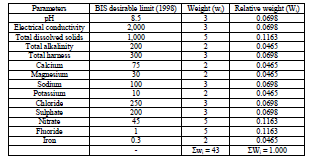 Parameters BIS desirable limit (1998) Weight (wᵢ) Relative weight (Wᵢ)
pH 8.5 3 0.0698
Electrical conductivity 2,000 3 0.0698
Total dissolved solids 1,000 5 0.1163
Total alkalinity 200 2 0.0465
Total hardness 300 3 0.0698
Calcium 75 2 0.0465
Magnesium 30 2 0.0465
Sodium 100 3 0.0698
Potassium 10 2 0.0465
Chloride 250 3 0.0698
Sulphate 200 3 0.0698
Nitrate 45 5 0.1163
Fluoride 1 5 0.1163
Iron 0.3 2 0.0465
- Σwᵢ = 43 ΣWᵢ = 1.000